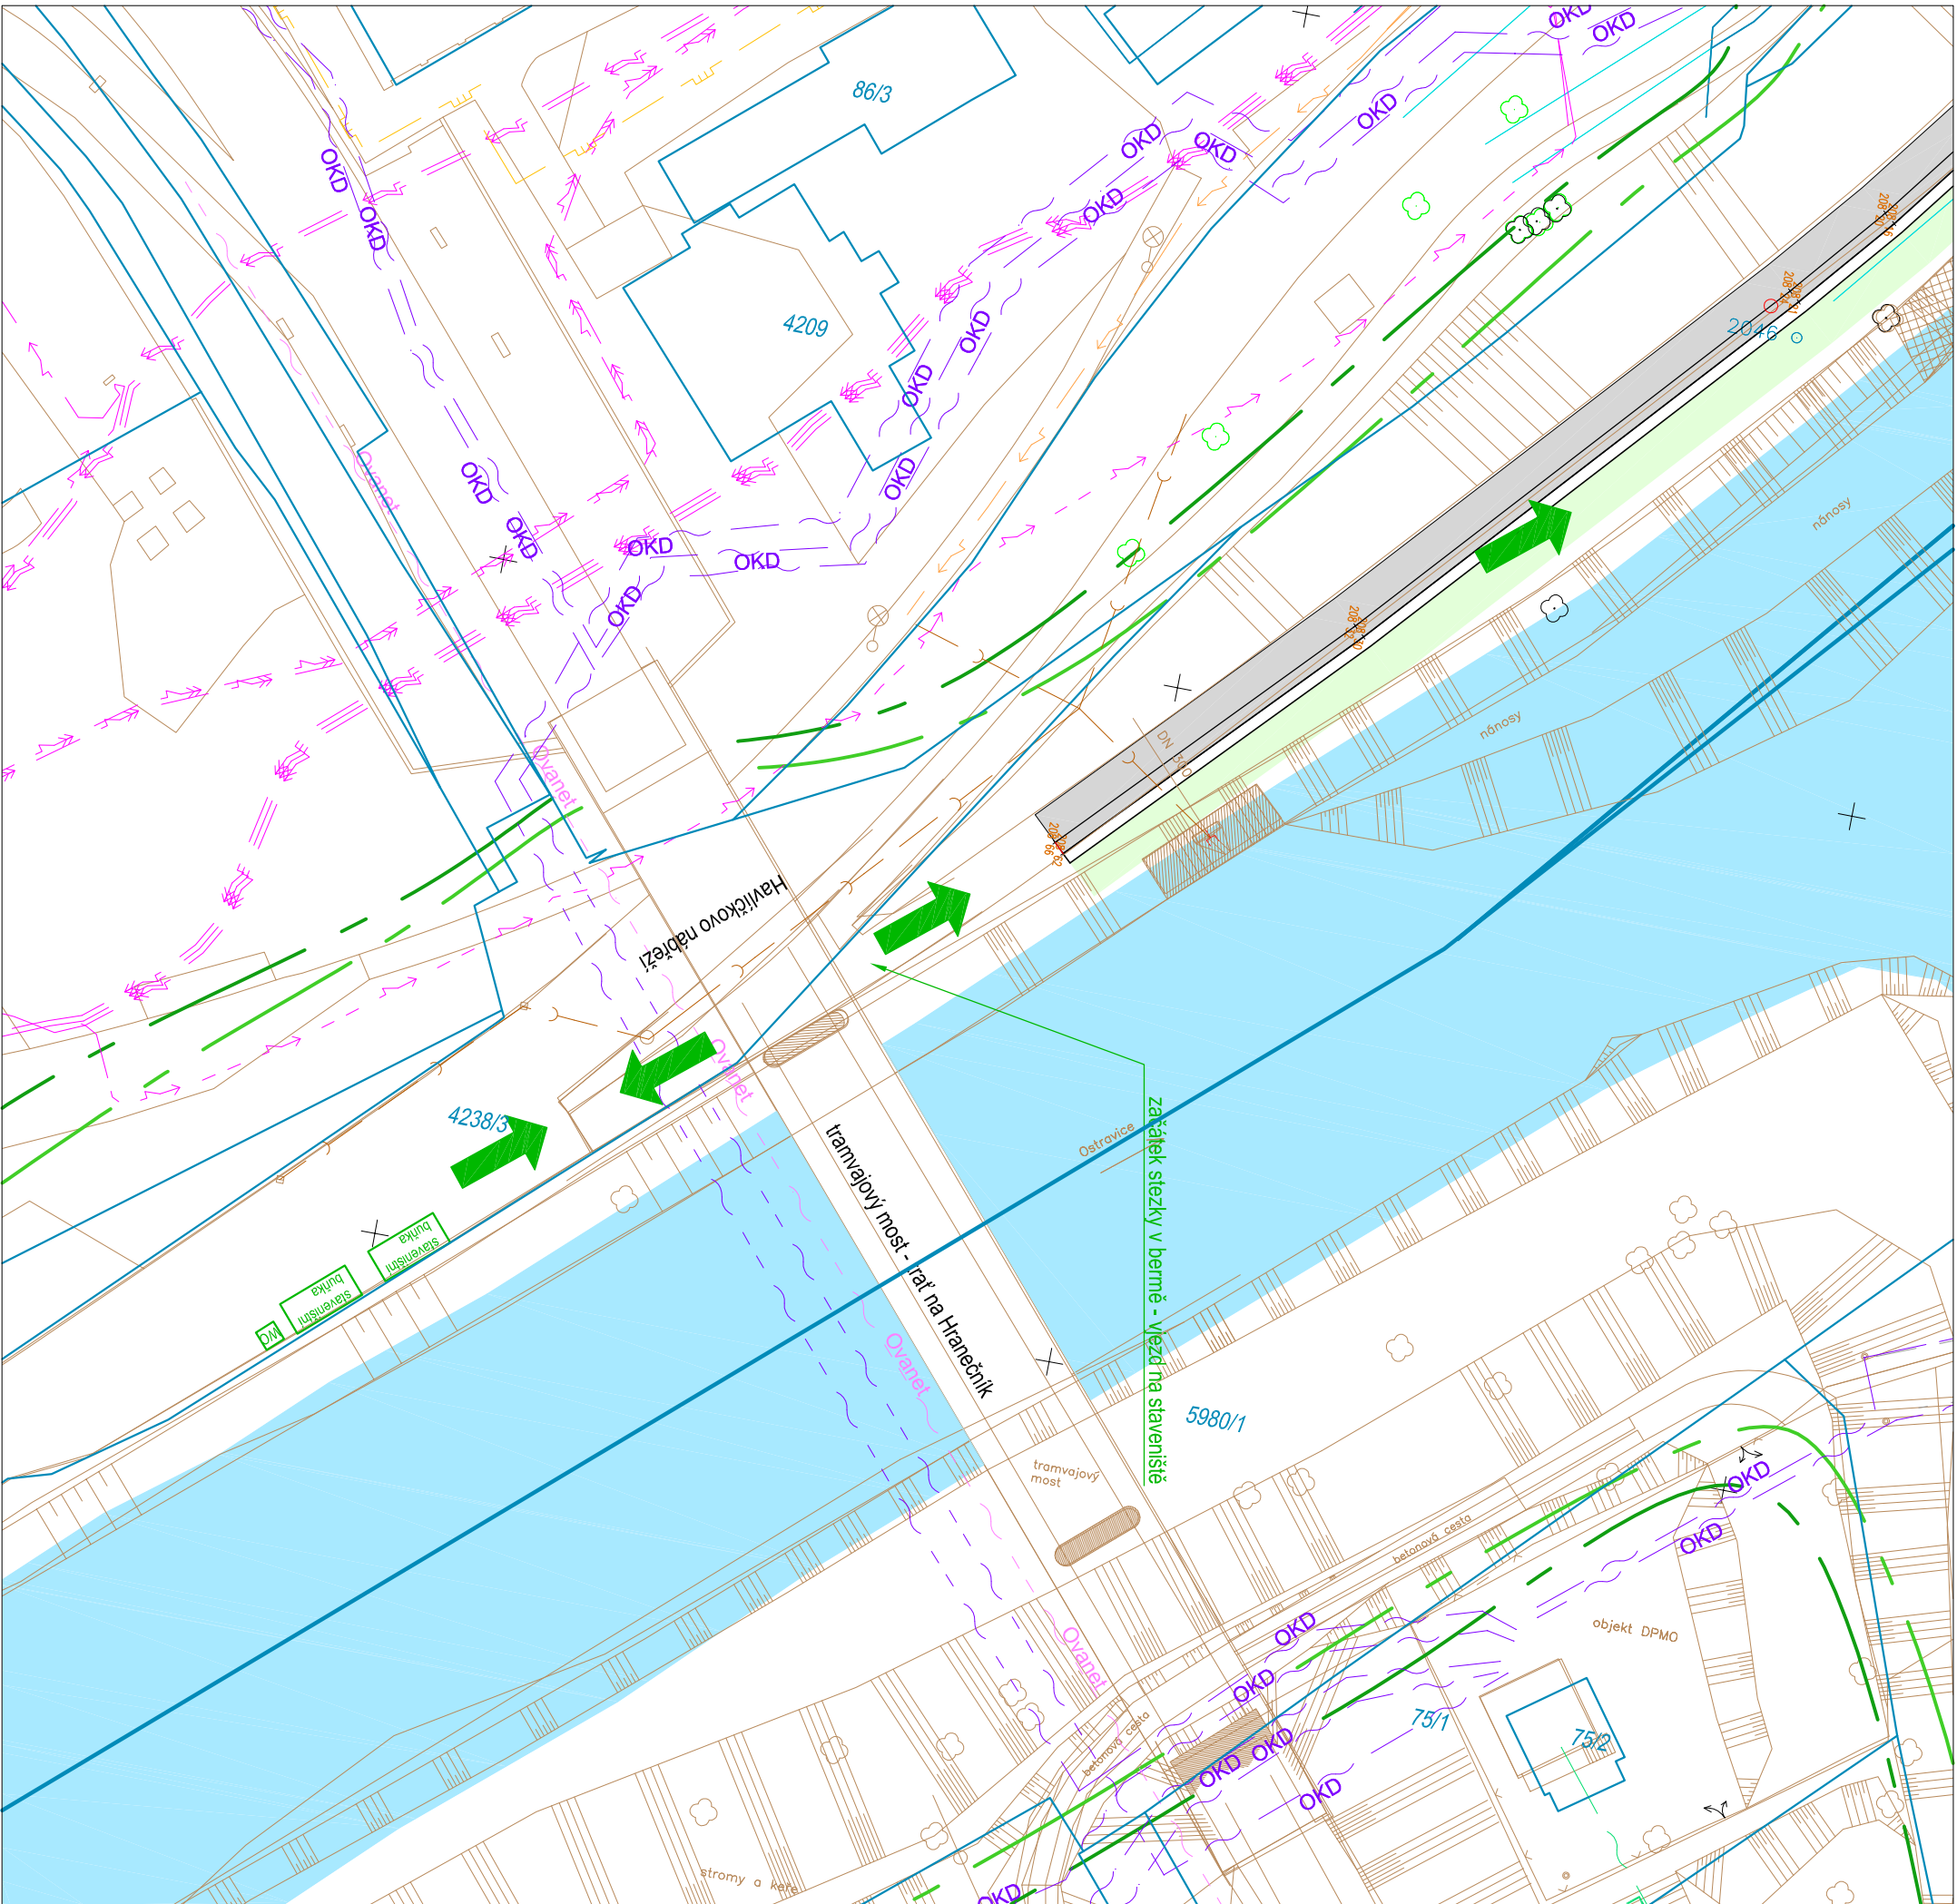 OKD
OKD
86/3
OKD
OKD
OKD
OKD
OKD
OKD
4209
OKD
2046
OKD
Ovanet
OKD
OKD
OKD
OKD
OKD
OKD
nánosy
nánosy
DN 300
Ovanet
Havlíčkovo nábřeží
Ovanet
4238/3
staveništní
buňka
staveništní
buňka
WC
Ostravice
začátek stezky v bermě - vjezd na staveniště
tramvajový most - trať na Hranečník
Ovanet
5980/1
tramvajový
most
betonová cesta
OKD
OKD
OKD
objekt DPMO
Ovanet
OKD
75/1
75/2
betonová cesta
OKD
OKD
OKD
stromy a keře
OKD